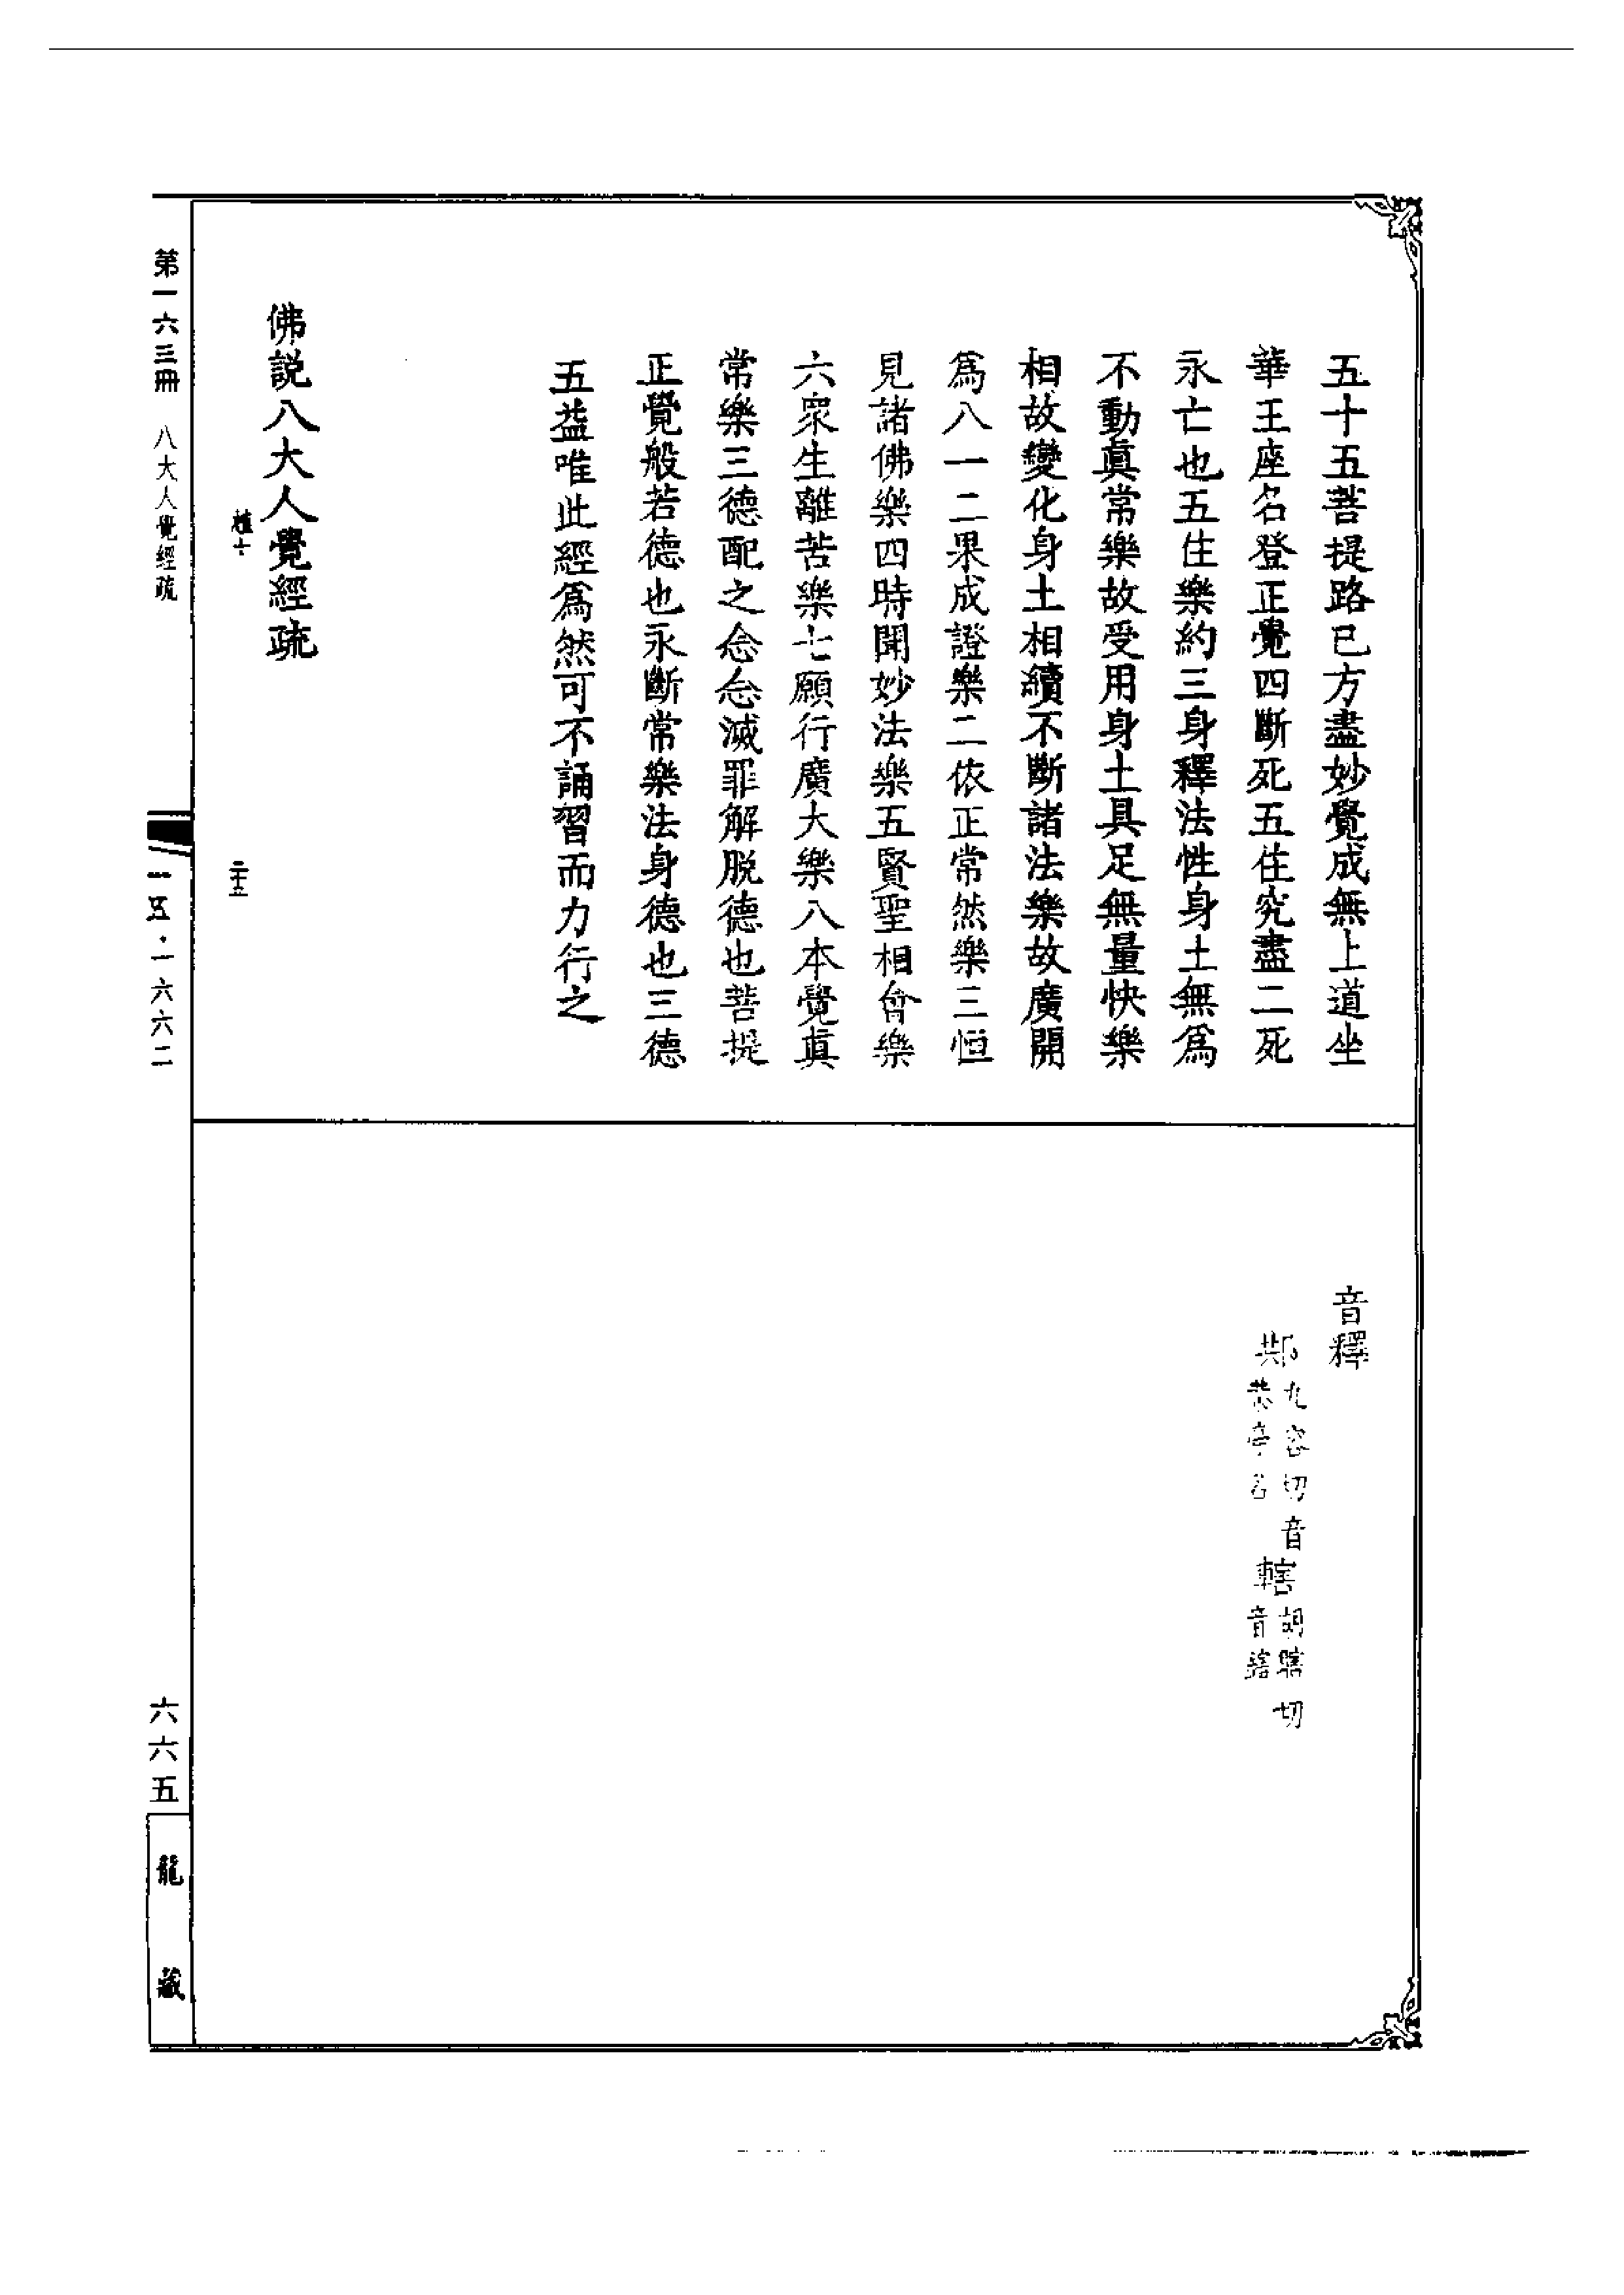 五十五菩提路已方盡妙覺成無上道坐
華王座名登正覺四斷死五住究盡二死
永亡也五住樂約三身釋法性身土無爲
不動眞常樂故受用身土具足無量快樂
相故變化身土相續不斷諸法樂故廣開
爲八一二果成證樂二依正常然樂三恒
見諸佛樂四時聞妙法樂五賢聖相會樂
六衆生離苦樂七願行廣大樂八本覺眞
常樂三德配之念念滅罪解脱德也菩提
正覺般若德也永斷常樂法身德也三德
五益唯此經爲然可不誦習而力行之
佛説八大人覺經疏
二十五
音釋
䢼九容切音恭亭名
轄胡瞎切音鎋
第一六三冊 八大人覺經疏
一五·一六六二
六六五
龍藏